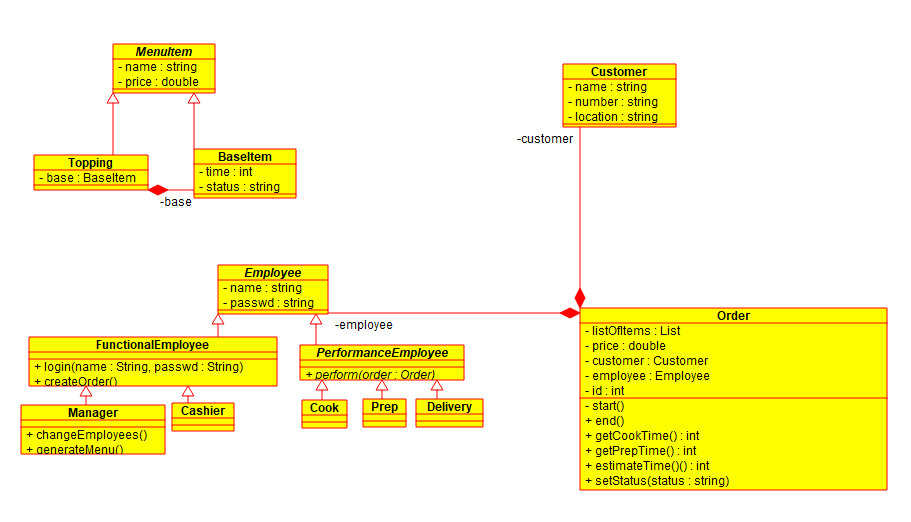 MenuItem
- name : string
- price : double
Customer
- name : string
- number : string
- location : string
-customer
Topping
- base : BaseItem
BaseItem
- time : int
- status : string
-base
Employee
- name : string
- passwd : string
-employee
Order
- listOfItems : List
- price : double
- customer : Customer
- employee : Employee
- id : int
- start()
+ end()
+ getCookTime() : int
+ getPrepTime() : int
+ estimateTime()() : int
+ setStatus(status : string)
FunctionalEmployee
+ login(name : String, passwd : String)
+ createOrder()
PerformanceEmployee
+ perform(order : Order)
Manager
+ changeEmployees()
+ generateMenu()
Cashier
Cook
Prep
Delivery